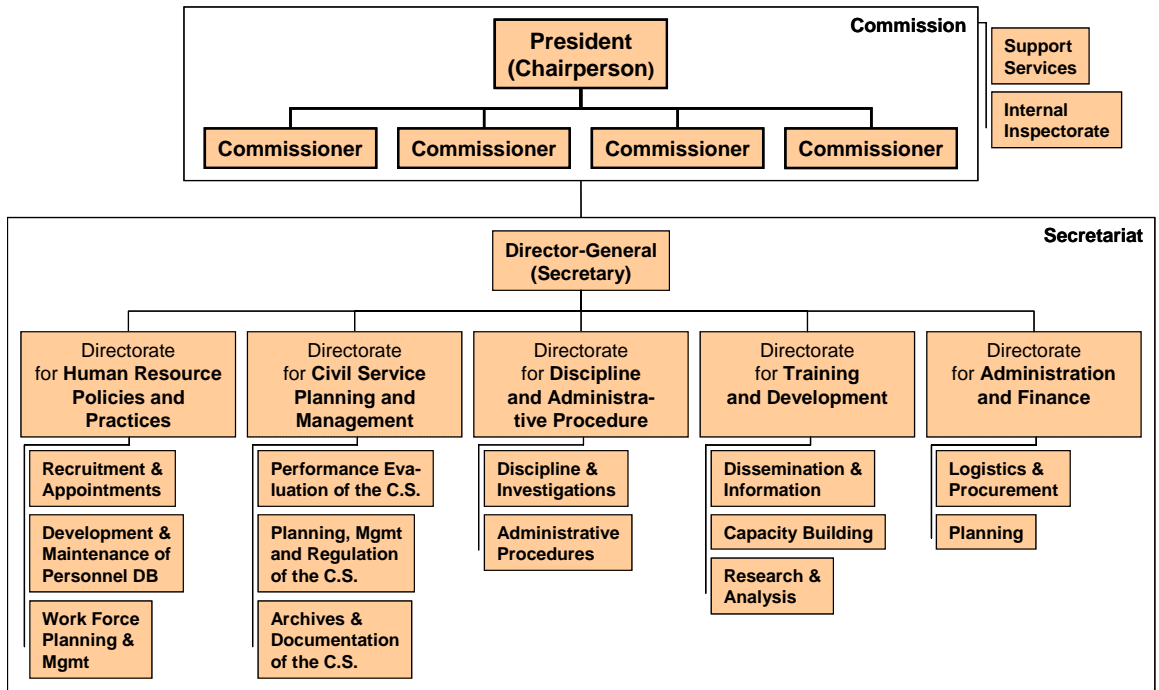 Commission
President
(Chairperson)
Support
Services
Internal
Inspectorate
Commissioner
Commissioner
Commissioner
Commissioner
Secretariat
Director-General
(Secretary)
Directorate
for Human Resource
Policies and
Practices
Recruitment &
Appointments
Development &
Maintenance of
Personnel DB
Work Force
Planning &
Mgmt
Directorate
for Civil Service
Planning and
Management
Performance Eva-
luation of the C.S.
Planning, Mgmt
and Regulation
of the C.S.
Archives &
Documentation
of the C.S.
Directorate
for Discipline
and Administra-
tive Procedure
Discipline &
Investigations
Administrative
Procedures
Directorate
for Training
and Development
Dissemination &
Information
Capacity Building
Research &
Analysis
Directorate
for Administration
and Finance
Logistics &
Procurement
Planning